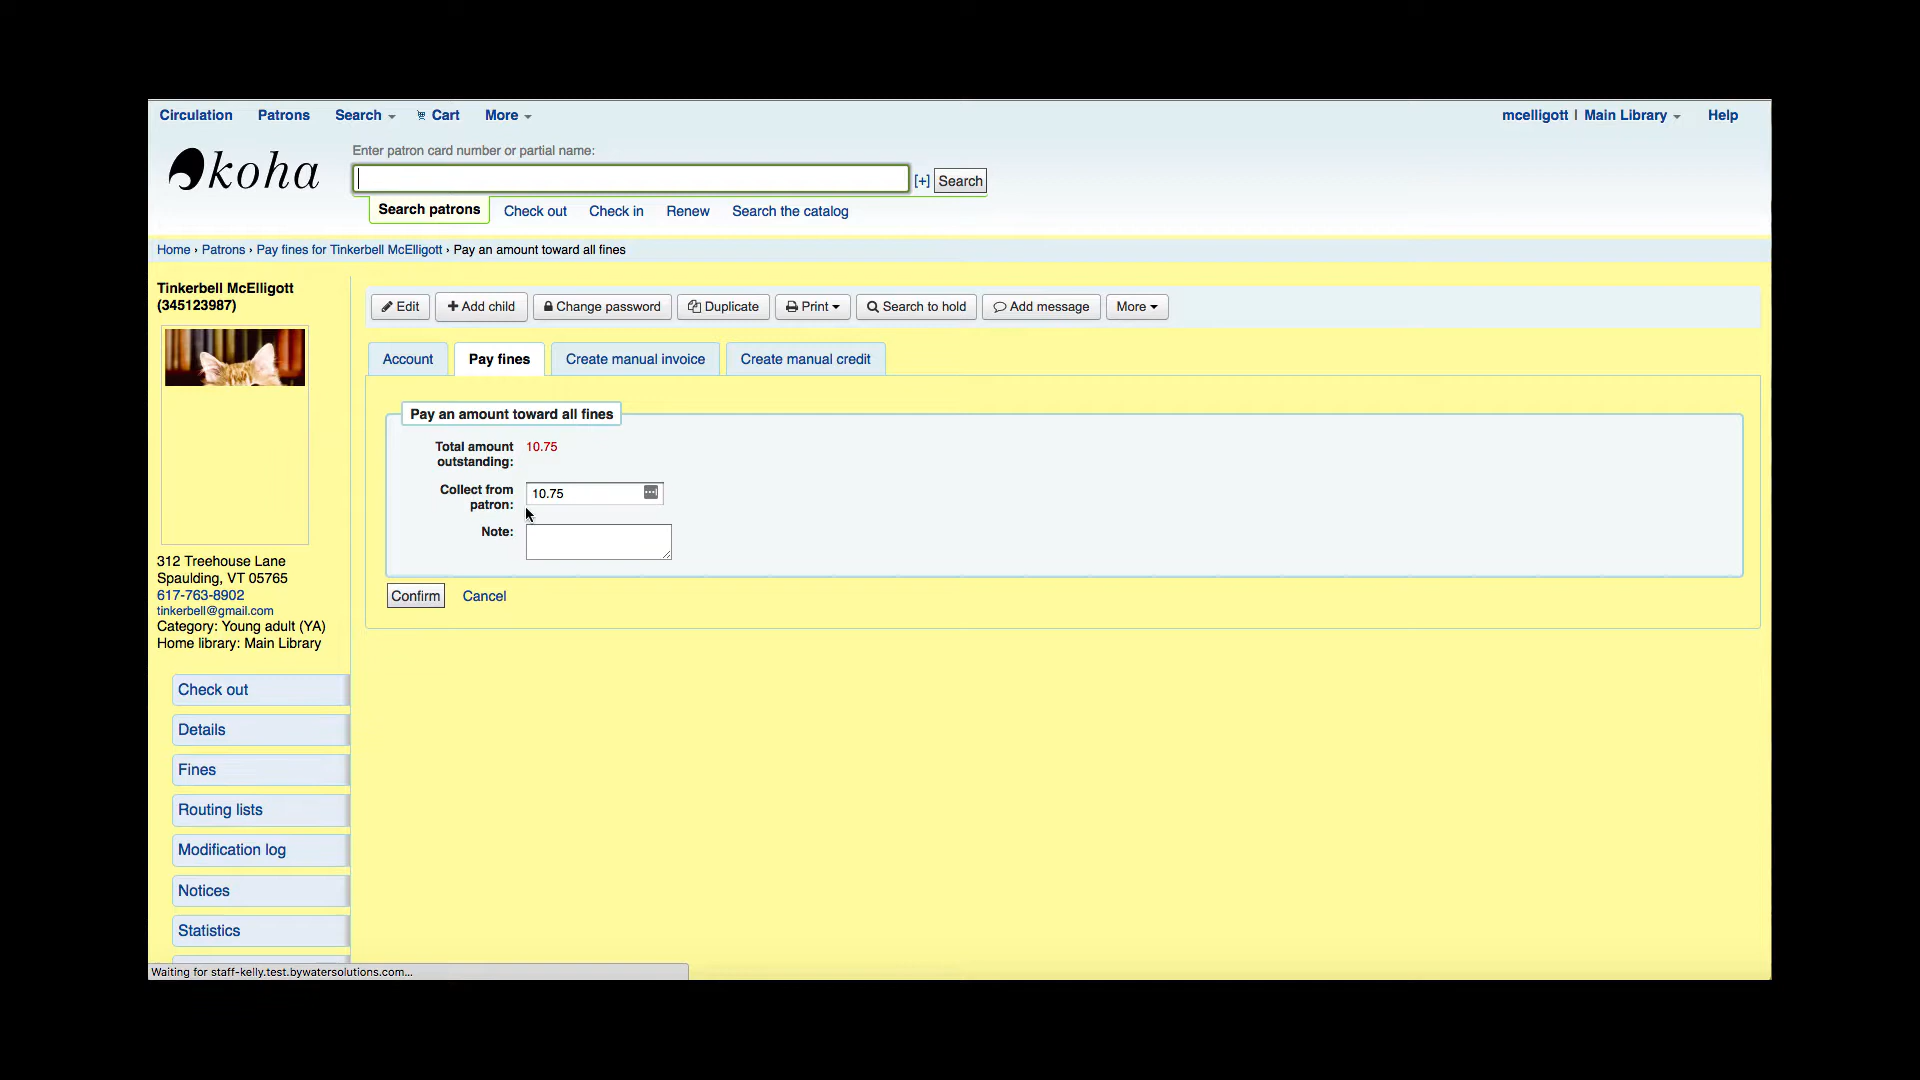 Circulation Patrons Search Cart More mcelligott | Main Library Help
Enter patron card number or partial name:
koha
[+] Search
Search patrons Check out Check in Renew Search the catalog
Home › Patrons › Pay fines for Tinkerbell McElligott › Pay an amount toward all fines
Tinkerbell McElligott
(345123987)
Edit Add child Change password Duplicate Print Search to hold Add message More
Account Pay fines Create manual invoice Create manual credit
Pay an amount toward all fines
Total amount outstanding: 10.75
Collect from patron: 10.75
Note:
Confirm Cancel
312 Treehouse Lane
Spaulding, VT 05765
617-763-8902
tinkerbell@gmail.com
Category: Young adult (YA)
Home library: Main Library
Check out
Details
Fines
Routing lists
Modification log
Notices
Statistics
Waiting for staff-kelly.test.bywatersolutions.com...